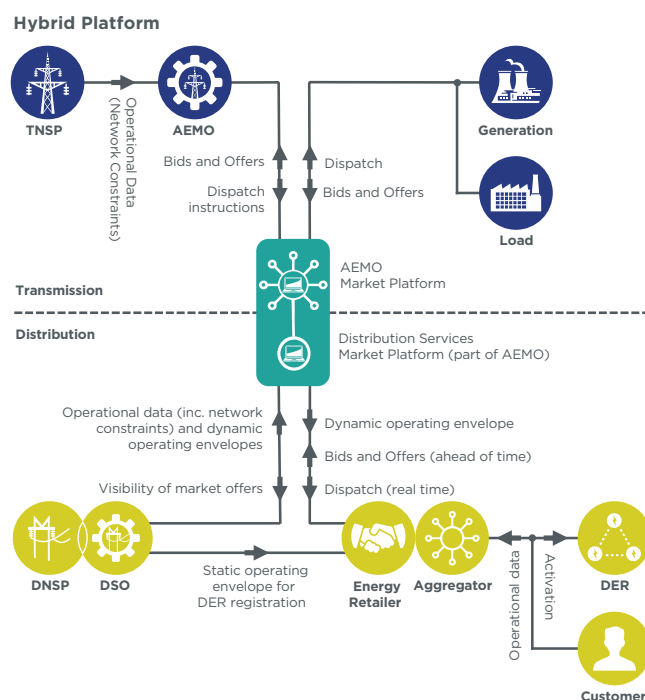 Hybrid Platform
TNSP
Operational Data
(Network Constraints)
AEMO
Bids and Offers
Dispatch
instructions
Dispatch
Bids and Offers
Generation
Load
AEMO
Market Platform
Transmission
Distribution
Distribution Services
Market Platform (part of AEMO)
Operational data (inc. network
constraints) and dynamic
operating envelopes
Visibility of market offers
Dynamic operating envelope
Bids and Offers (ahead of time)
Dispatch (real time)
DNSP
DSO
Static operating
envelope for
DER registration
Energy
Retailer
Aggregator
Operational data
Activation
DER
Customer